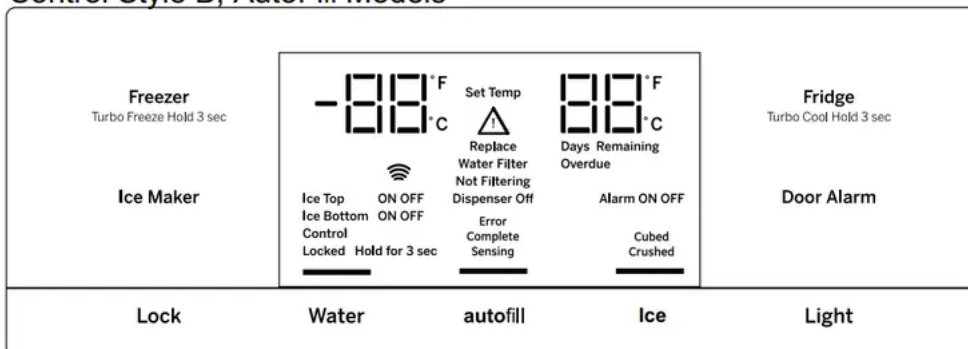 Control Style B, AutoFill Models
Freezer
Turbo Freeze Hold 3 sec
Ice Maker
-88 °F °C
Set Temp
Replace
Water Filter
Not Filtering
Dispenser Off
Error
Complete
Sensing
88 °F °C
Days Remaining
Overdue
Ice Top ON OFF
Ice Bottom ON OFF
Control
Locked Hold for 3 sec
Alarm ON OFF
Cubed
Crushed
Fridge
Turbo Cool Hold 3 sec
Door Alarm
Lock
Water
autofill
Ice
Light